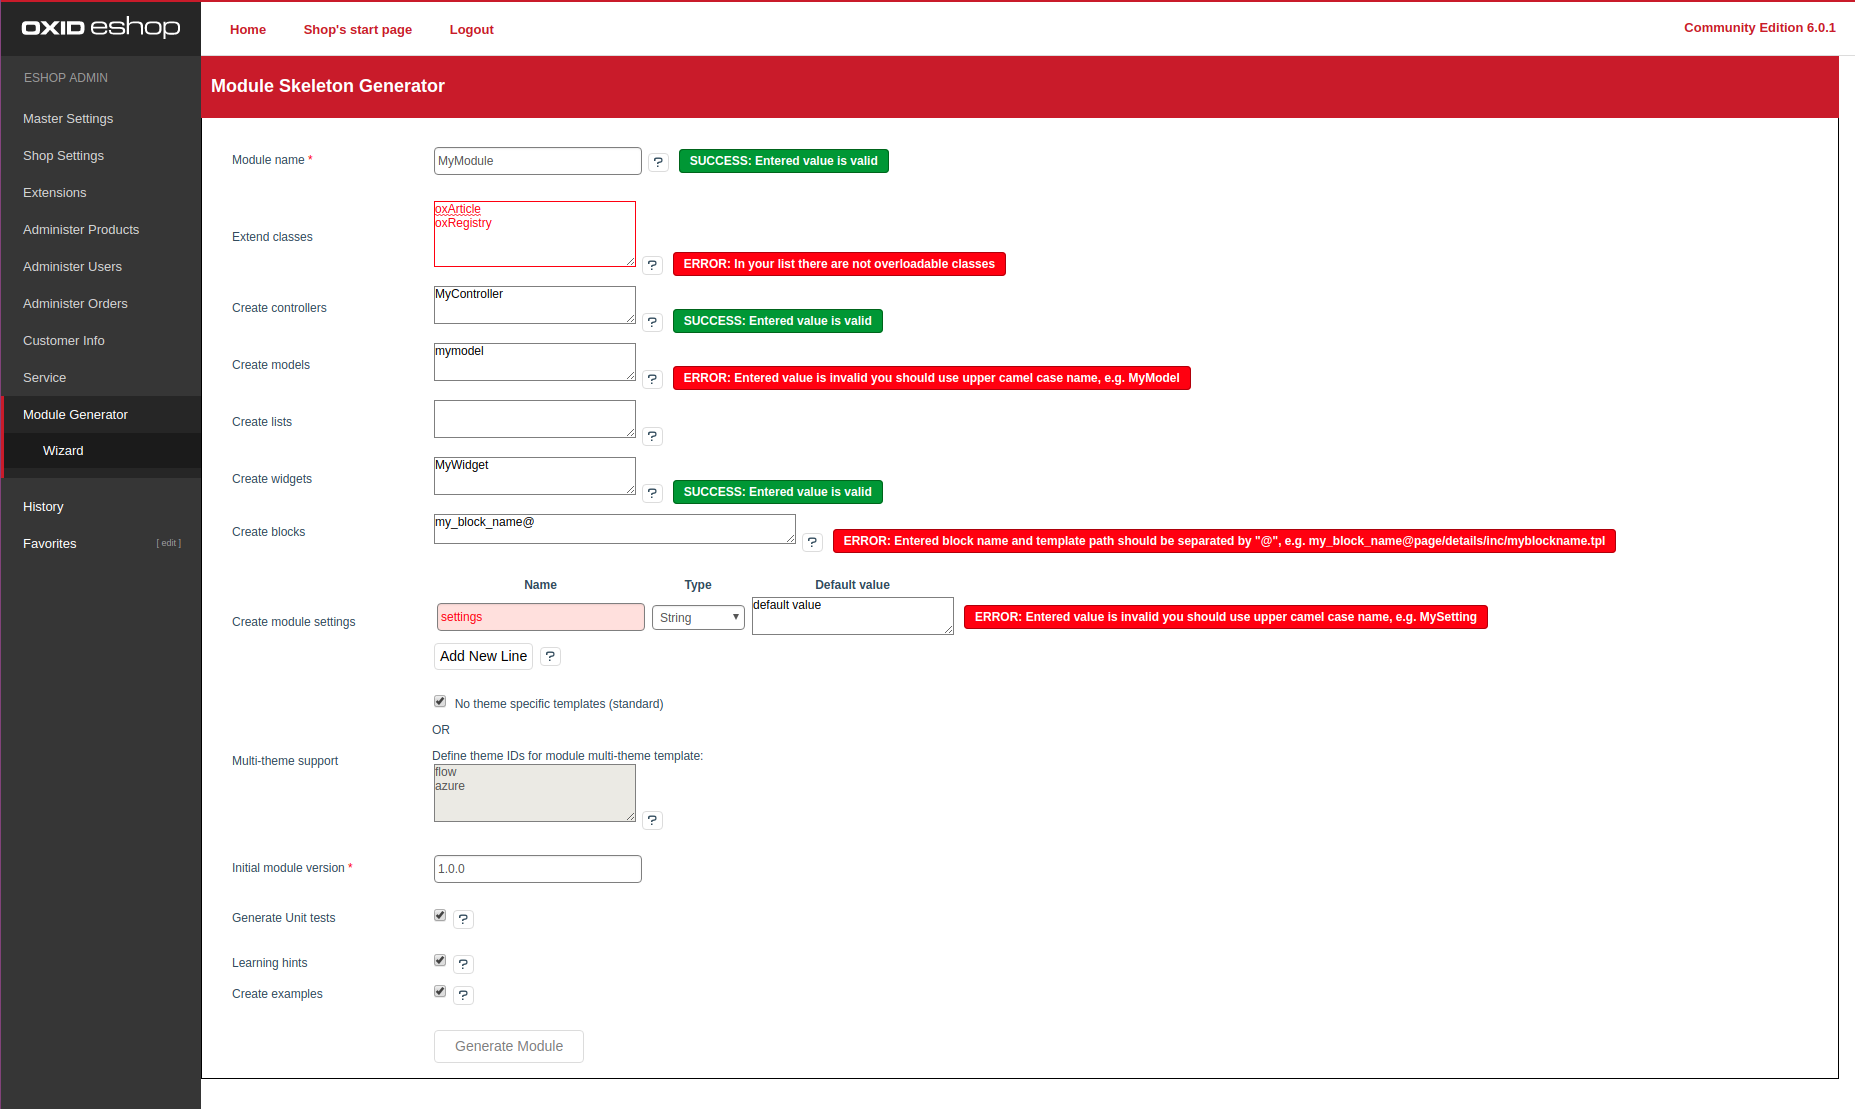 OXID eshop
Home
Shop's start page
Logout
Community Edition 6.0.1
ESHOP ADMIN
Master Settings
Shop Settings
Extensions
Administer Products
Administer Users
Administer Orders
Customer Info
Service
Module Generator
Wizard
History
Favorites
[ edit ]
Module Skeleton Generator
Module name *
MyModule
?
SUCCESS: Entered value is valid
Extend classes
oxArticle
oxRegistry
?
ERROR: In your list there are not overloadable classes
Create controllers
MyController
?
SUCCESS: Entered value is valid
Create models
mymodel
?
ERROR: Entered value is invalid you should use upper camel case name, e.g. MyModel
Create lists
?
Create widgets
MyWidget
?
SUCCESS: Entered value is valid
Create blocks
my_block_name@
?
ERROR: Entered block name and template path should be separated by "@", e.g. my_block_name@page/details/inc/myblockname.tpl
Name
Type
Default value
Create module settings
settings
String
default value
ERROR: Entered value is invalid you should use upper camel case name, e.g. MySetting
Add New Line
?
No theme specific templates (standard)
OR
Multi-theme support
Define theme IDs for module multi-theme template:
flow
azure
?
Initial module version *
1.0.0
Generate Unit tests
?
Learning hints
?
Create examples
?
Generate Module